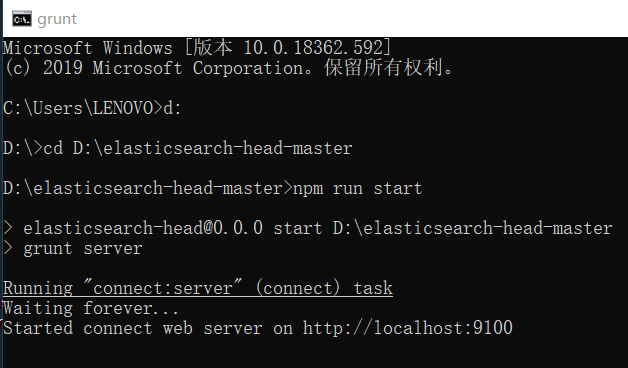 grunt
Microsoft Windows [版本 10.0.18362.592]
(c) 2019 Microsoft Corporation。保留所有权利。
C:\Users\LENOVO>d:
D:\>cd D:\elasticsearch-head-master
D:\elasticsearch-head-master>npm run start
> elasticsearch-head@0.0.0 start D:\elasticsearch-head-master
> grunt server
Running "connect:server" (connect) task
Waiting forever...
Started connect web server on http://localhost:9100